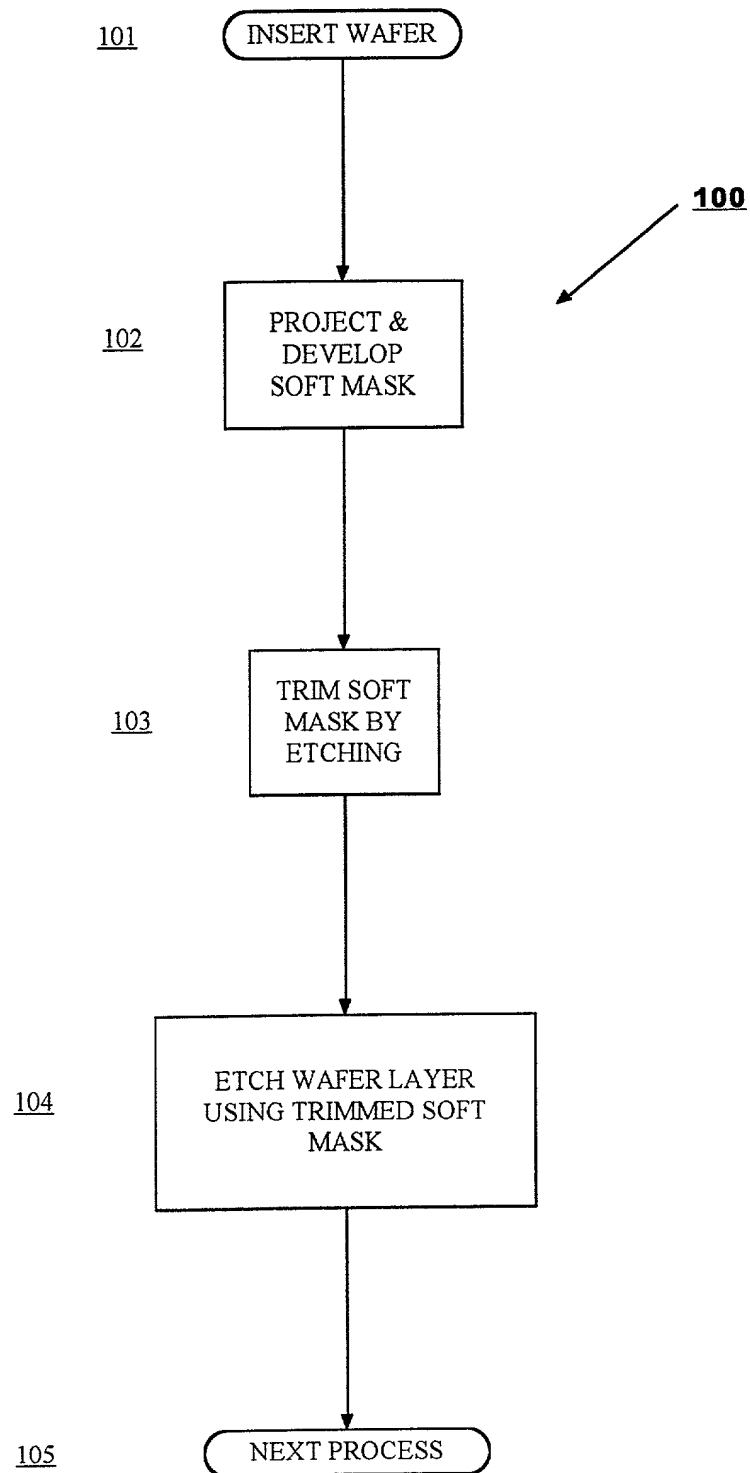 101
INSERT WAFER
100
102
PROJECT &
DEVELOP
SOFT MASK
103
TRIM SOFT
MASK BY
ETCHING
104
ETCH WAFER LAYER
USING TRIMMED SOFT
MASK
105
NEXT PROCESS